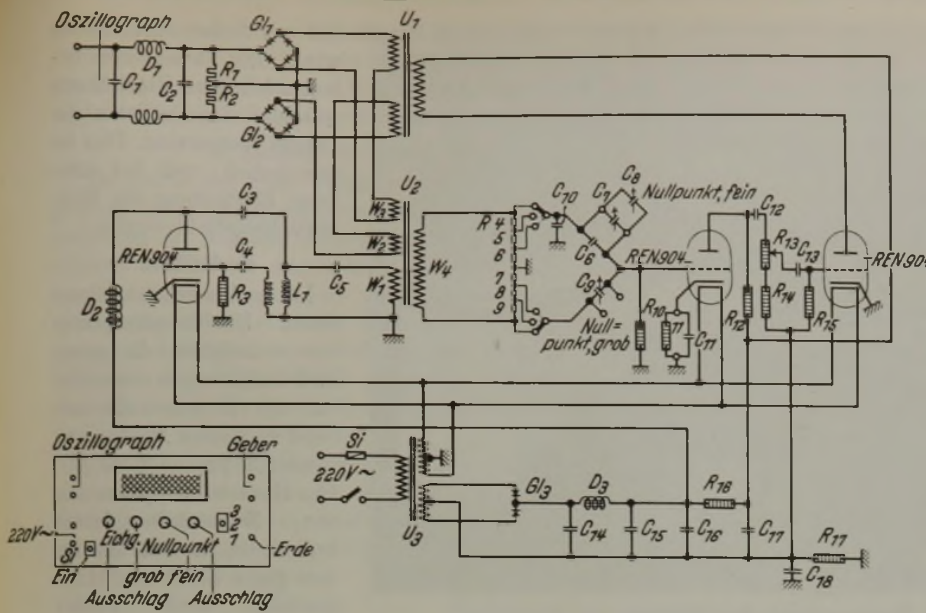 Oszillograph
D1
C1
C2
R1
R2
Gl1
Gl2
U1
U2
W3
W2
W1
W4
C3
C4
C5
L1
R3
REN904
D2
R4
5
6
7
8
9
C10
C7
C8
Nullpunkt, fein
C6
C9
Null=
punkt, grob
REN904
R10
11
C11
R12
C12
R13
C13
R14
R15
REN904
Oszillograph
Geber
220V~
Si
Ein
Eichg.
Nullpunkt
grob
fein
Ausschlag
Ausschlag
3
2
1
Erde
Si
220V~
U3
Gl3
D3
C14
C15
C16
R16
C17
R17
C18